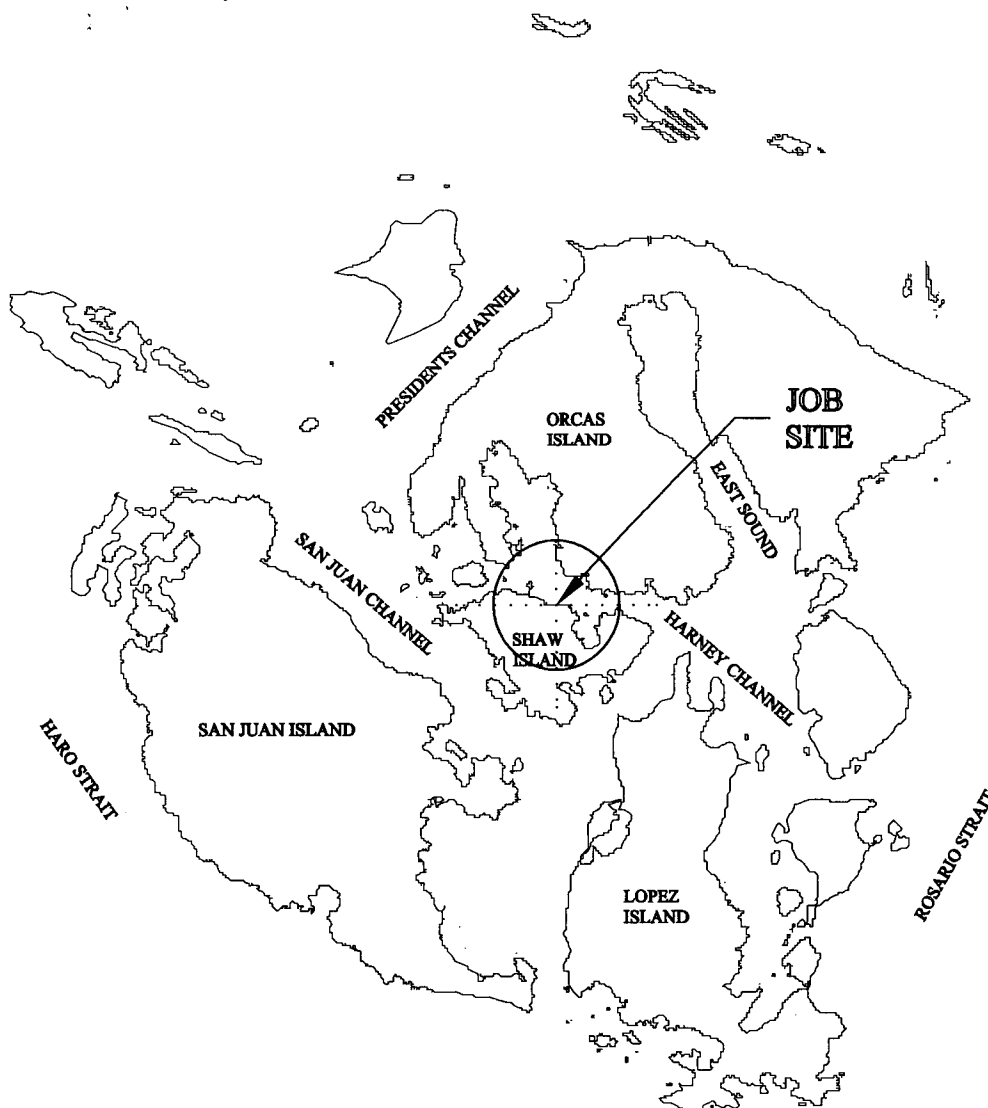 PRESIDENTS CHANNEL
ORCAS
ISLAND
JOB
SITE
EAST SOUND
SAN JUAN CHANNEL
SHAW
ISLAND
HARNEY CHANNEL
SAN JUAN ISLAND
HARO STRAIT
LOPEZ
ISLAND
ROSARIO STRAIT